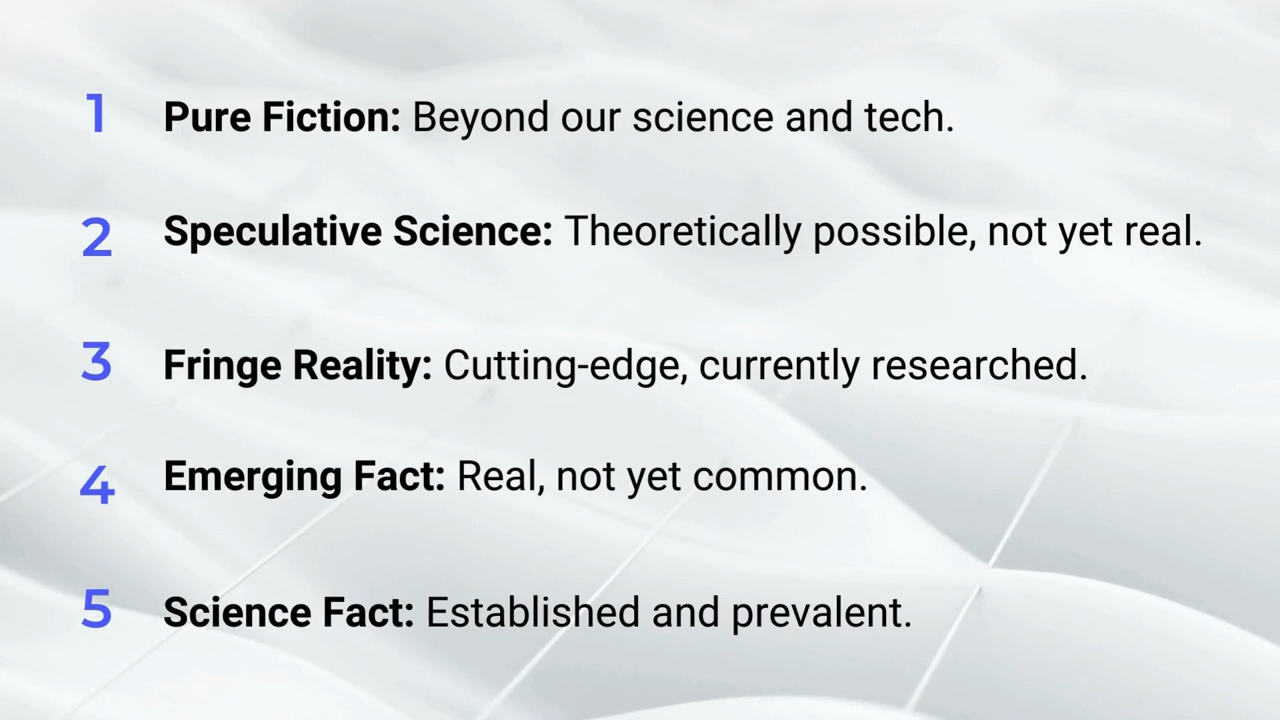 1 Pure Fiction: Beyond our science and tech.
2 Speculative Science: Theoretically possible, not yet real.
3 Fringe Reality: Cutting-edge, currently researched.
4 Emerging Fact: Real, not yet common.
5 Science Fact: Established and prevalent.